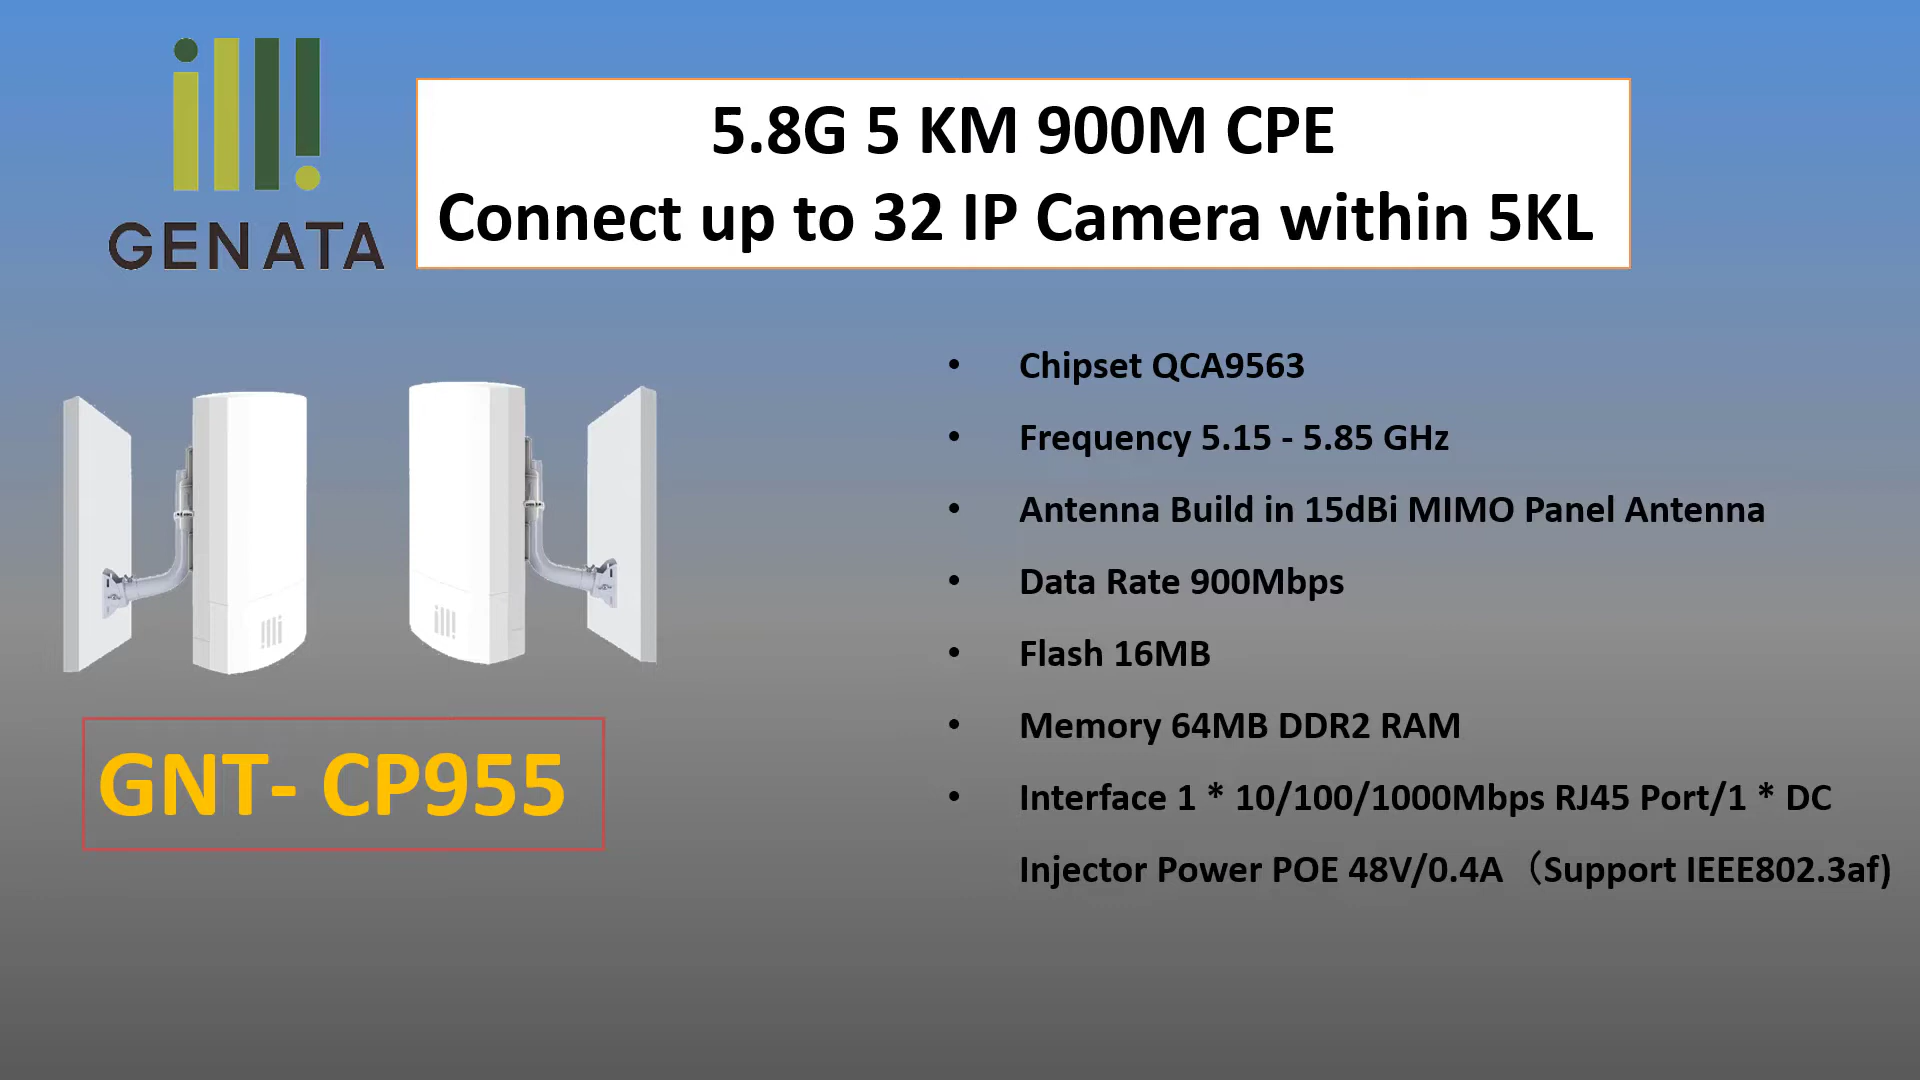 GENATA
5.8G 5 KM 900M CPE
Connect up to 32 IP Camera within 5KL
• Chipset QCA9563
• Frequency 5.15 - 5.85 GHz
• Antenna Build in 15dBi MIMO Panel Antenna
• Data Rate 900Mbps
• Flash 16MB
• Memory 64MB DDR2 RAM
• Interface 1 * 10/100/1000Mbps RJ45 Port/1 * DC
Injector Power POE 48V/0.4A（Support IEEE802.3af)
GNT- CP955